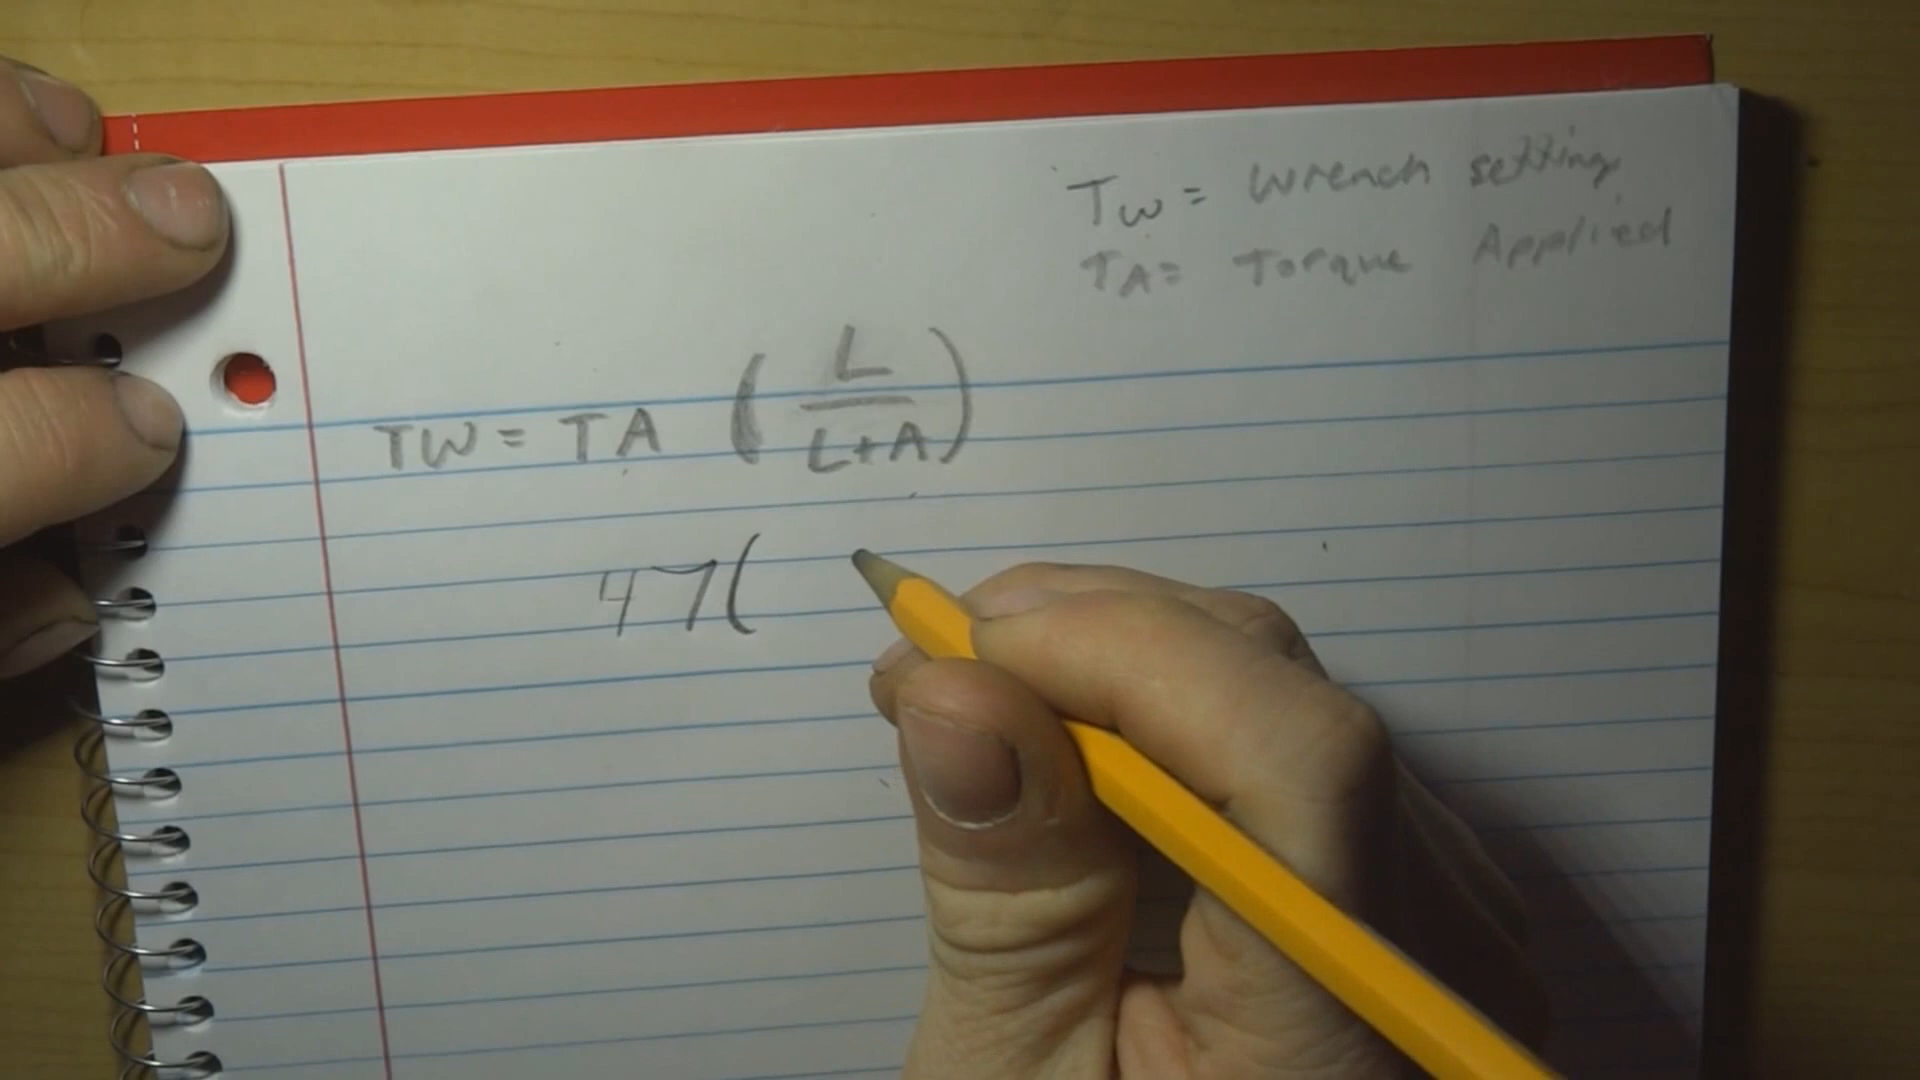 Tw = Wrench setting
TA = Torque Applied
TW = TA ( L / L+A )
47(